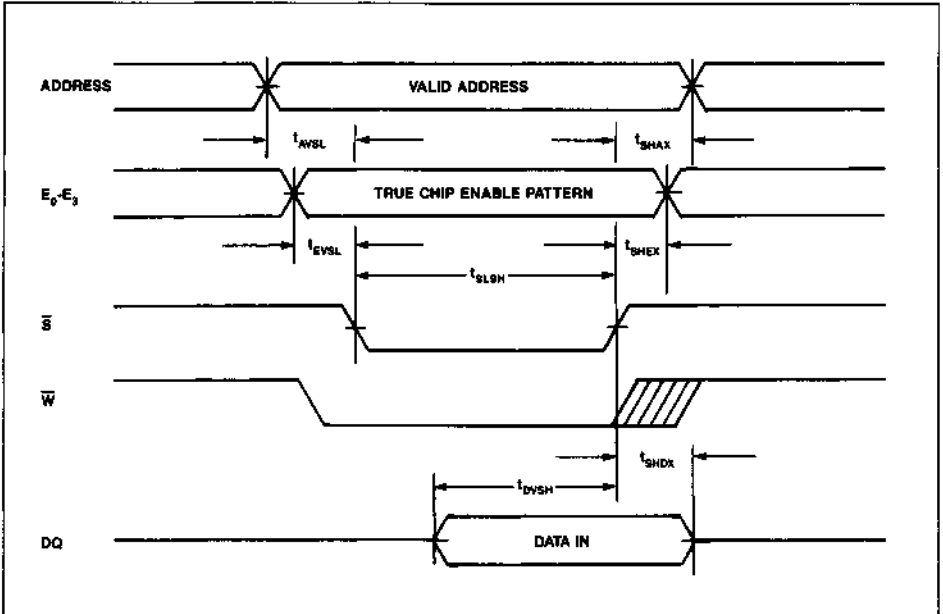 ADDRESS
VALID ADDRESS
tAVSL
tSHAX
E0-E3
TRUE CHIP ENABLE PATTERN
tEVSL
tSHEX
tSLSH
S̅
W̅
tSHDX
tDVSH
DQ
DATA IN